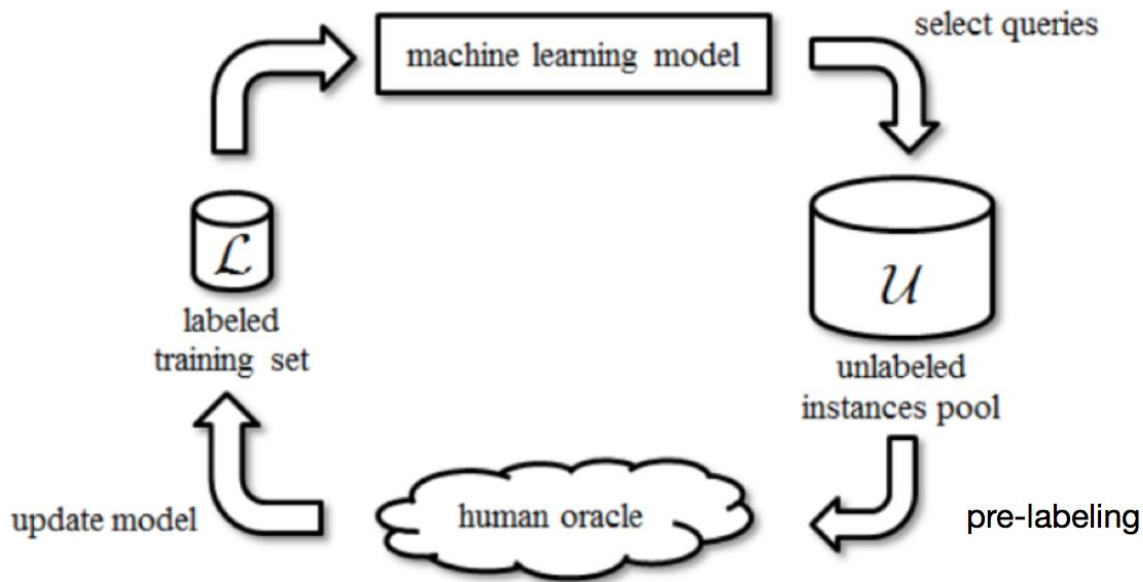 machine learning model
select queries
ℒ
labeled
training set
𝒰
unlabeled
instances pool
update model
human oracle
pre-labeling